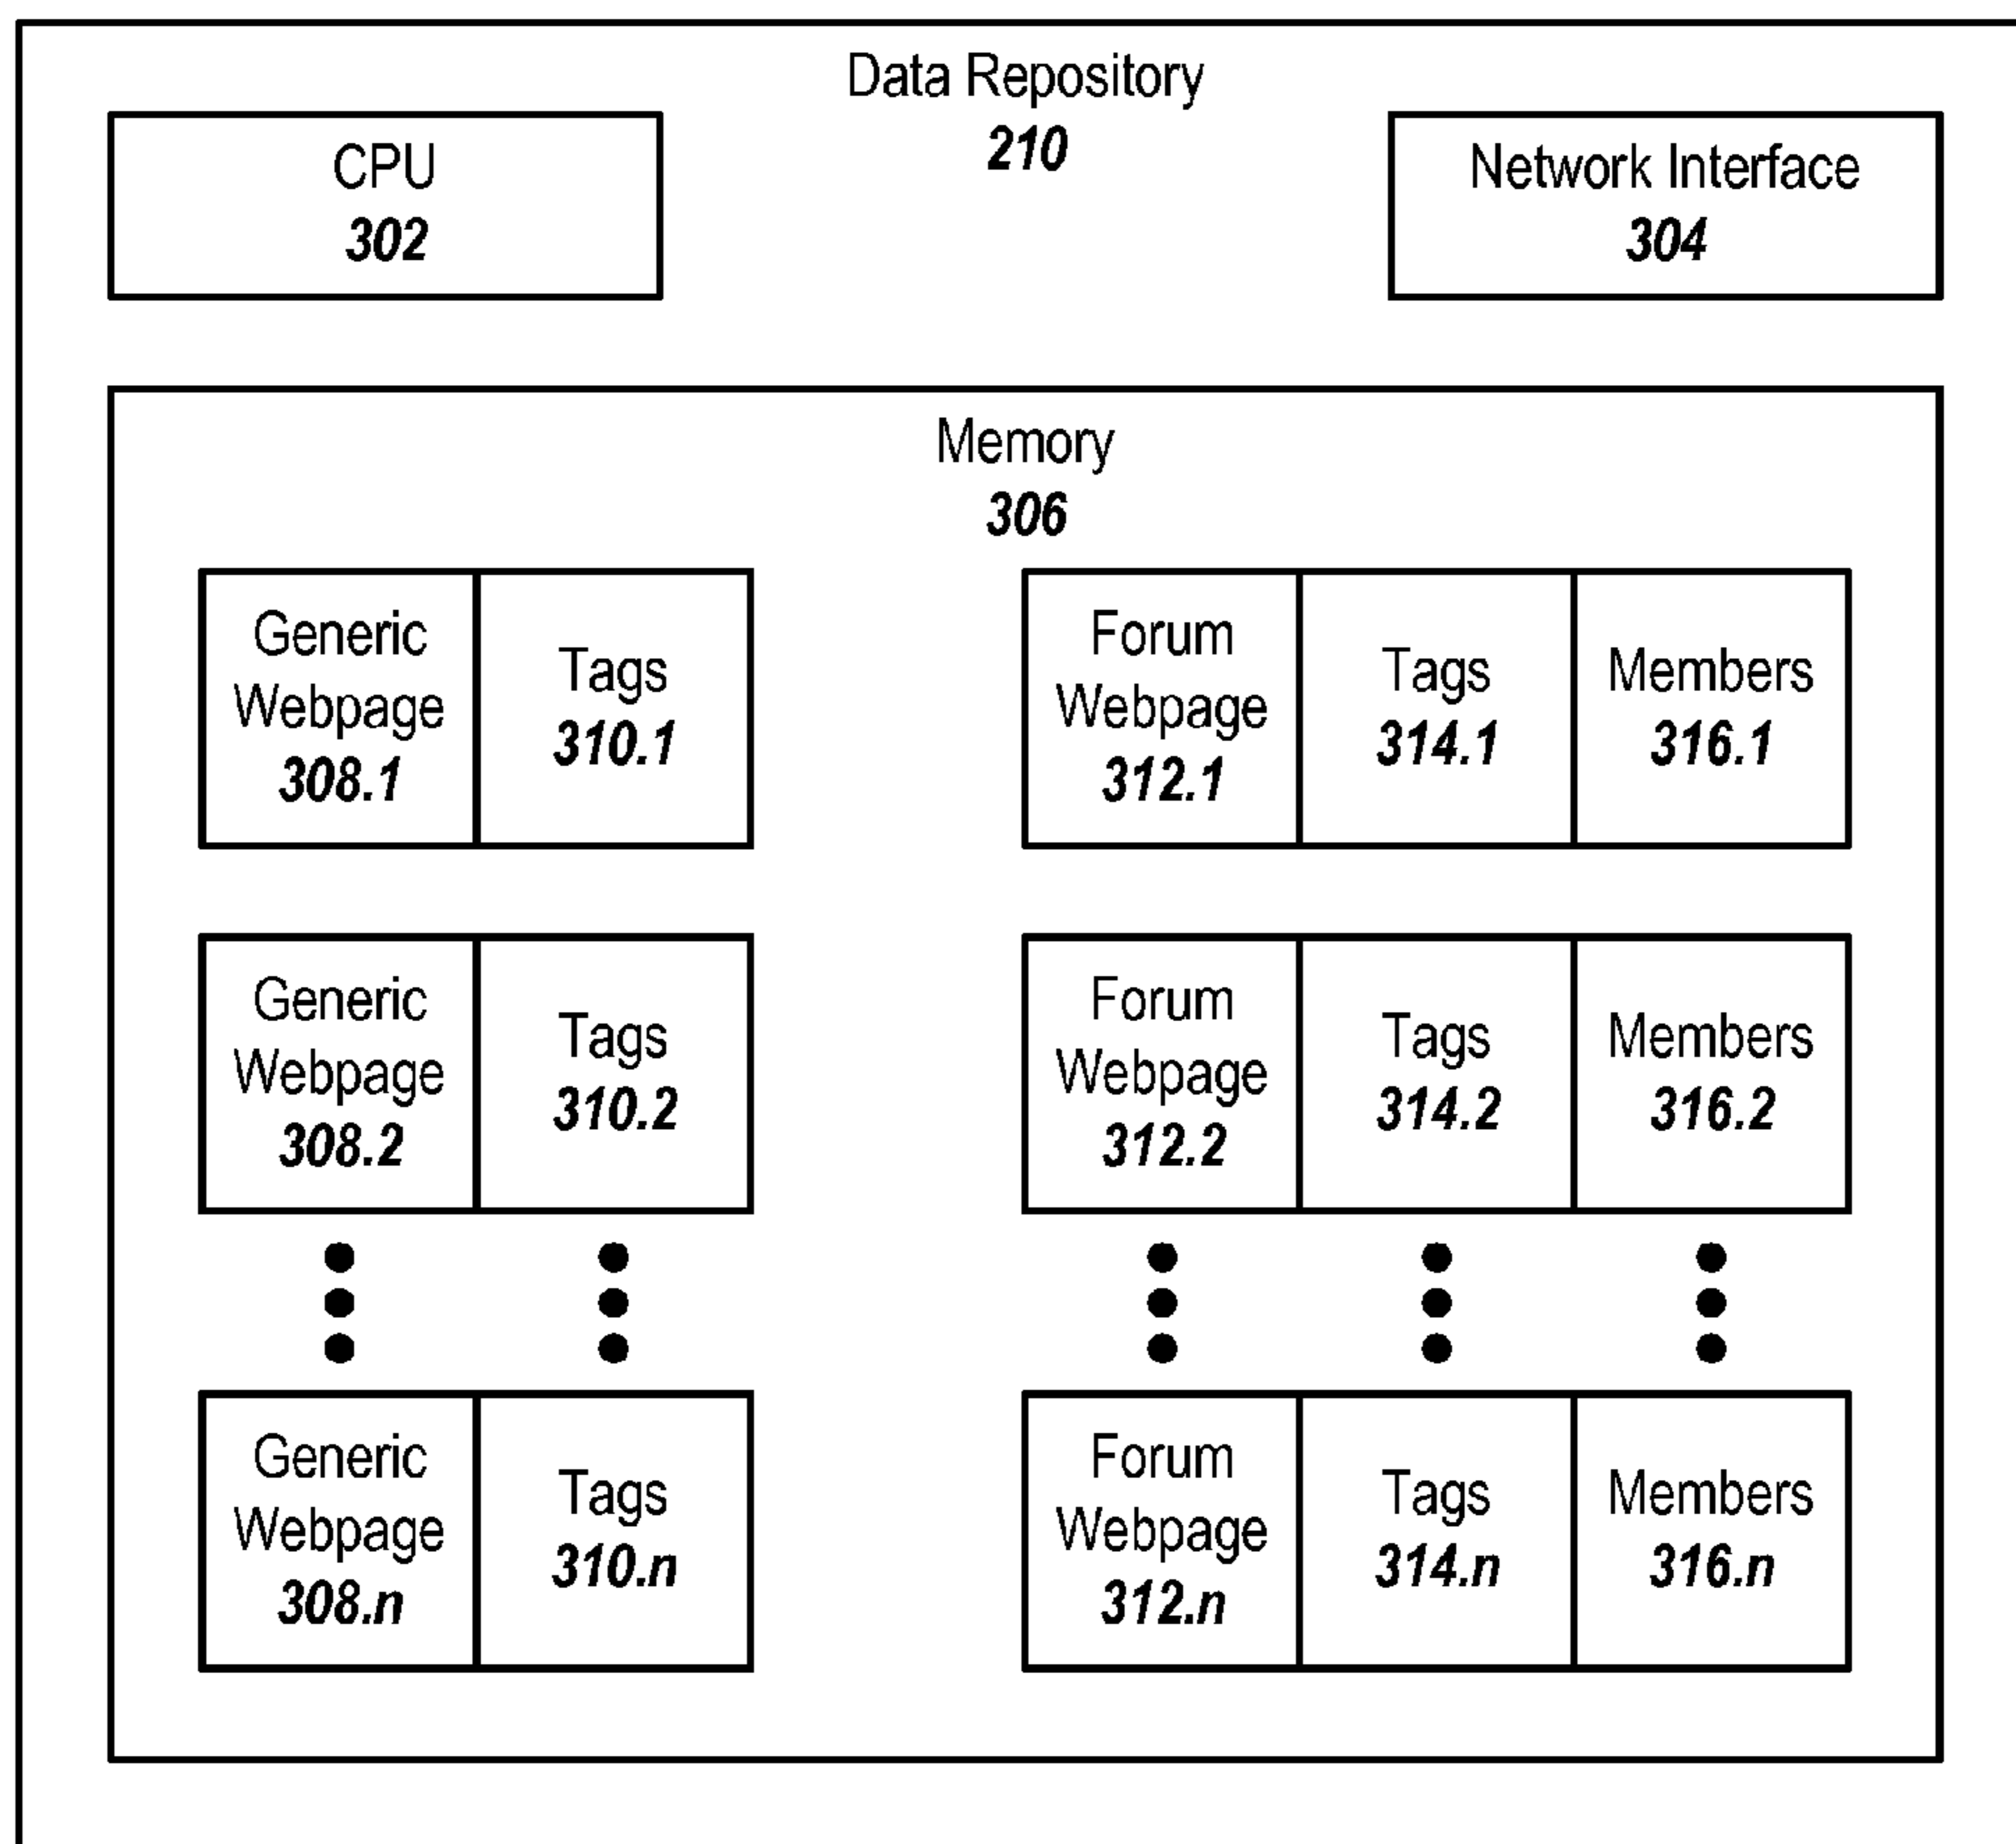 Data Repository
210
CPU
302
Network Interface
304
Memory
306
Generic
Webpage
308.1
Tags
310.1
Forum
Webpage
312.1
Tags
314.1
Members
316.1
Generic
Webpage
308.2
Tags
310.2
Forum
Webpage
312.2
Tags
314.2
Members
316.2
Generic
Webpage
308.n
Tags
310.n
Forum
Webpage
312.n
Tags
314.n
Members
316.n